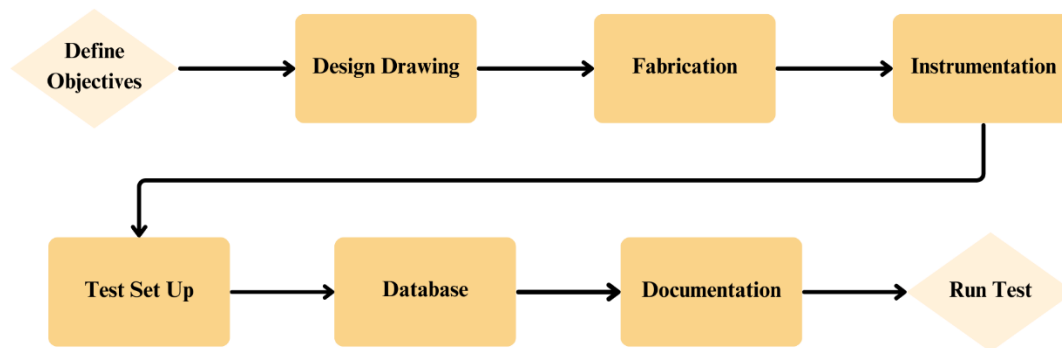 Define
Objectives
Design Drawing
Fabrication
Instrumentation
Test Set Up
Database
Documentation
Run Test